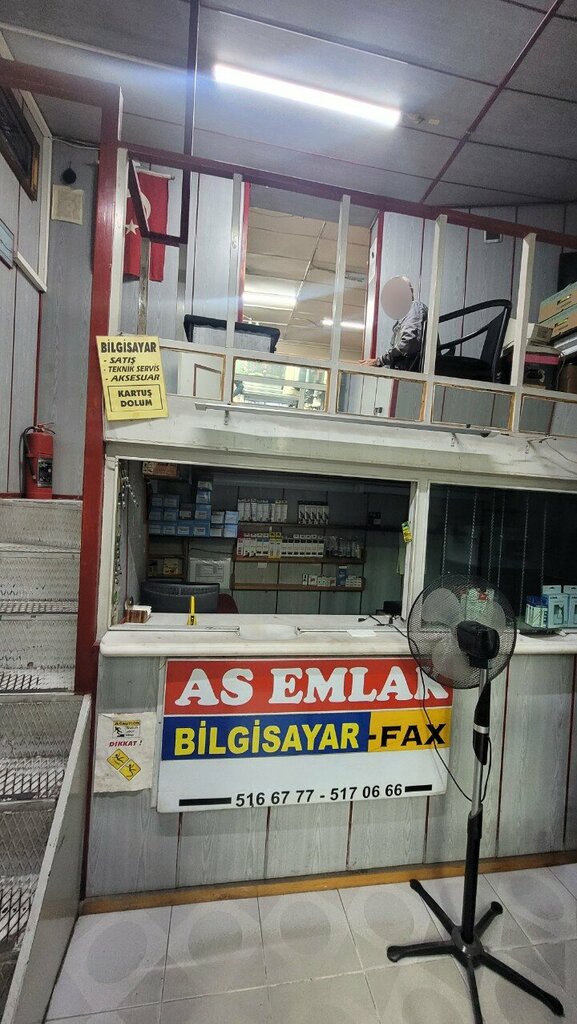 BİLGİSAYAR
- SATIŞ
- TEKNİK SERVİS
- AKSESUAR
KARTUŞ
DOLUM
AS EMLAK
BİLGİSAYAR-FAX
516 67 77 - 517 06 66
DİKKAT !